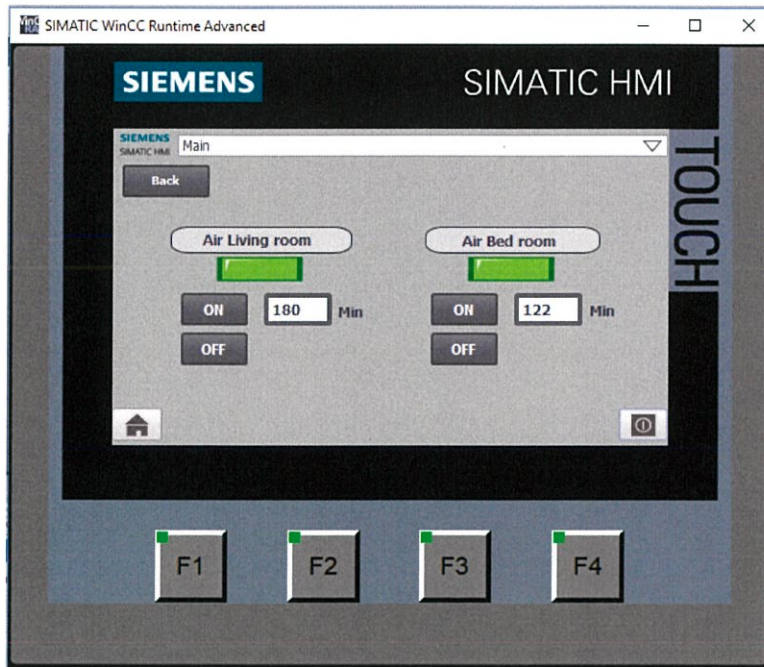 SIMATIC WinCC Runtime Advanced
SIEMENS
SIMATIC HMI
TOUCH
SIEMENS
SIMATIC HMI
Main
Back
Air Living room
Air Bed room
ON
180
Min
ON
122
Min
OFF
OFF
F1
F2
F3
F4